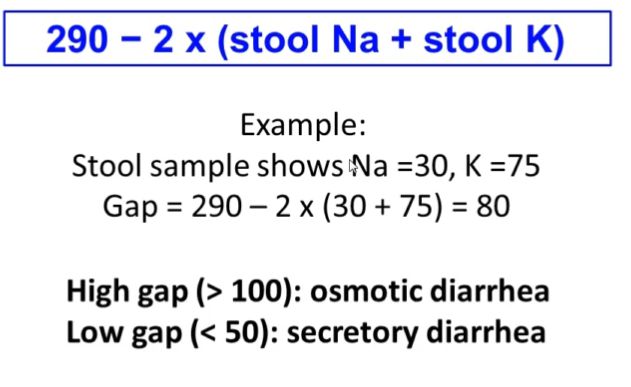 290 – 2 x (stool Na + stool K)
Example:
Stool sample shows Na =30, K =75
Gap = 290 – 2 x (30 + 75) = 80
High gap (> 100): osmotic diarrhea
Low gap (< 50): secretory diarrhea